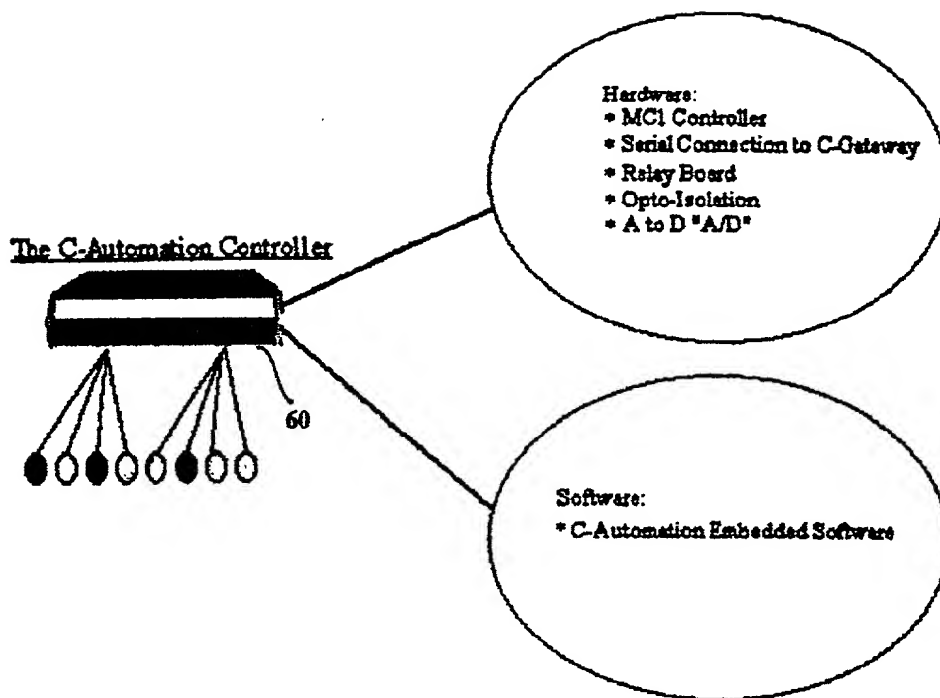 The C-Automation Controller
60
Hardware:
* MC1 Controller
* Serial Connection to C-Gateway
* Relay Board
* Opto-Isolation
* A to D "A/D"
Software:
* C-Automation Embedded Software